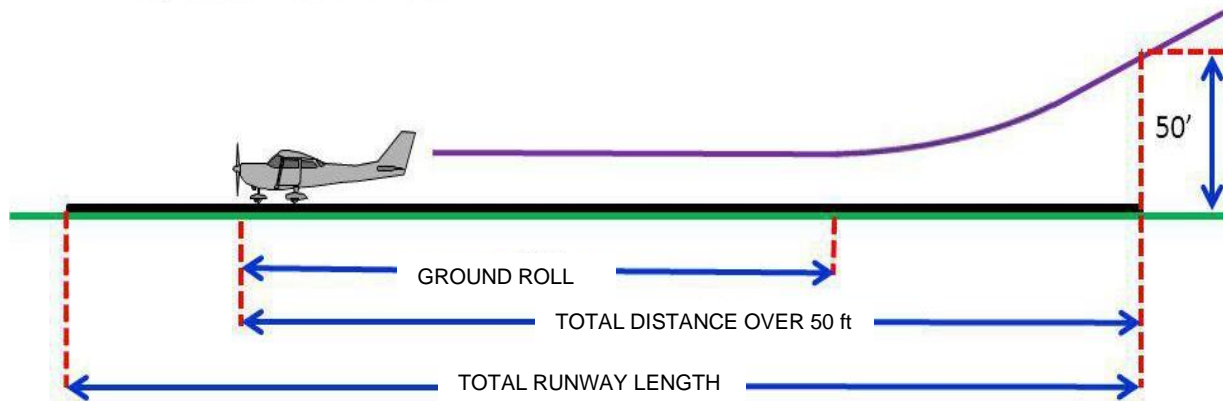 50’
GROUND ROLL
TOTAL DISTANCE OVER 50 ft
TOTAL RUNWAY LENGTH